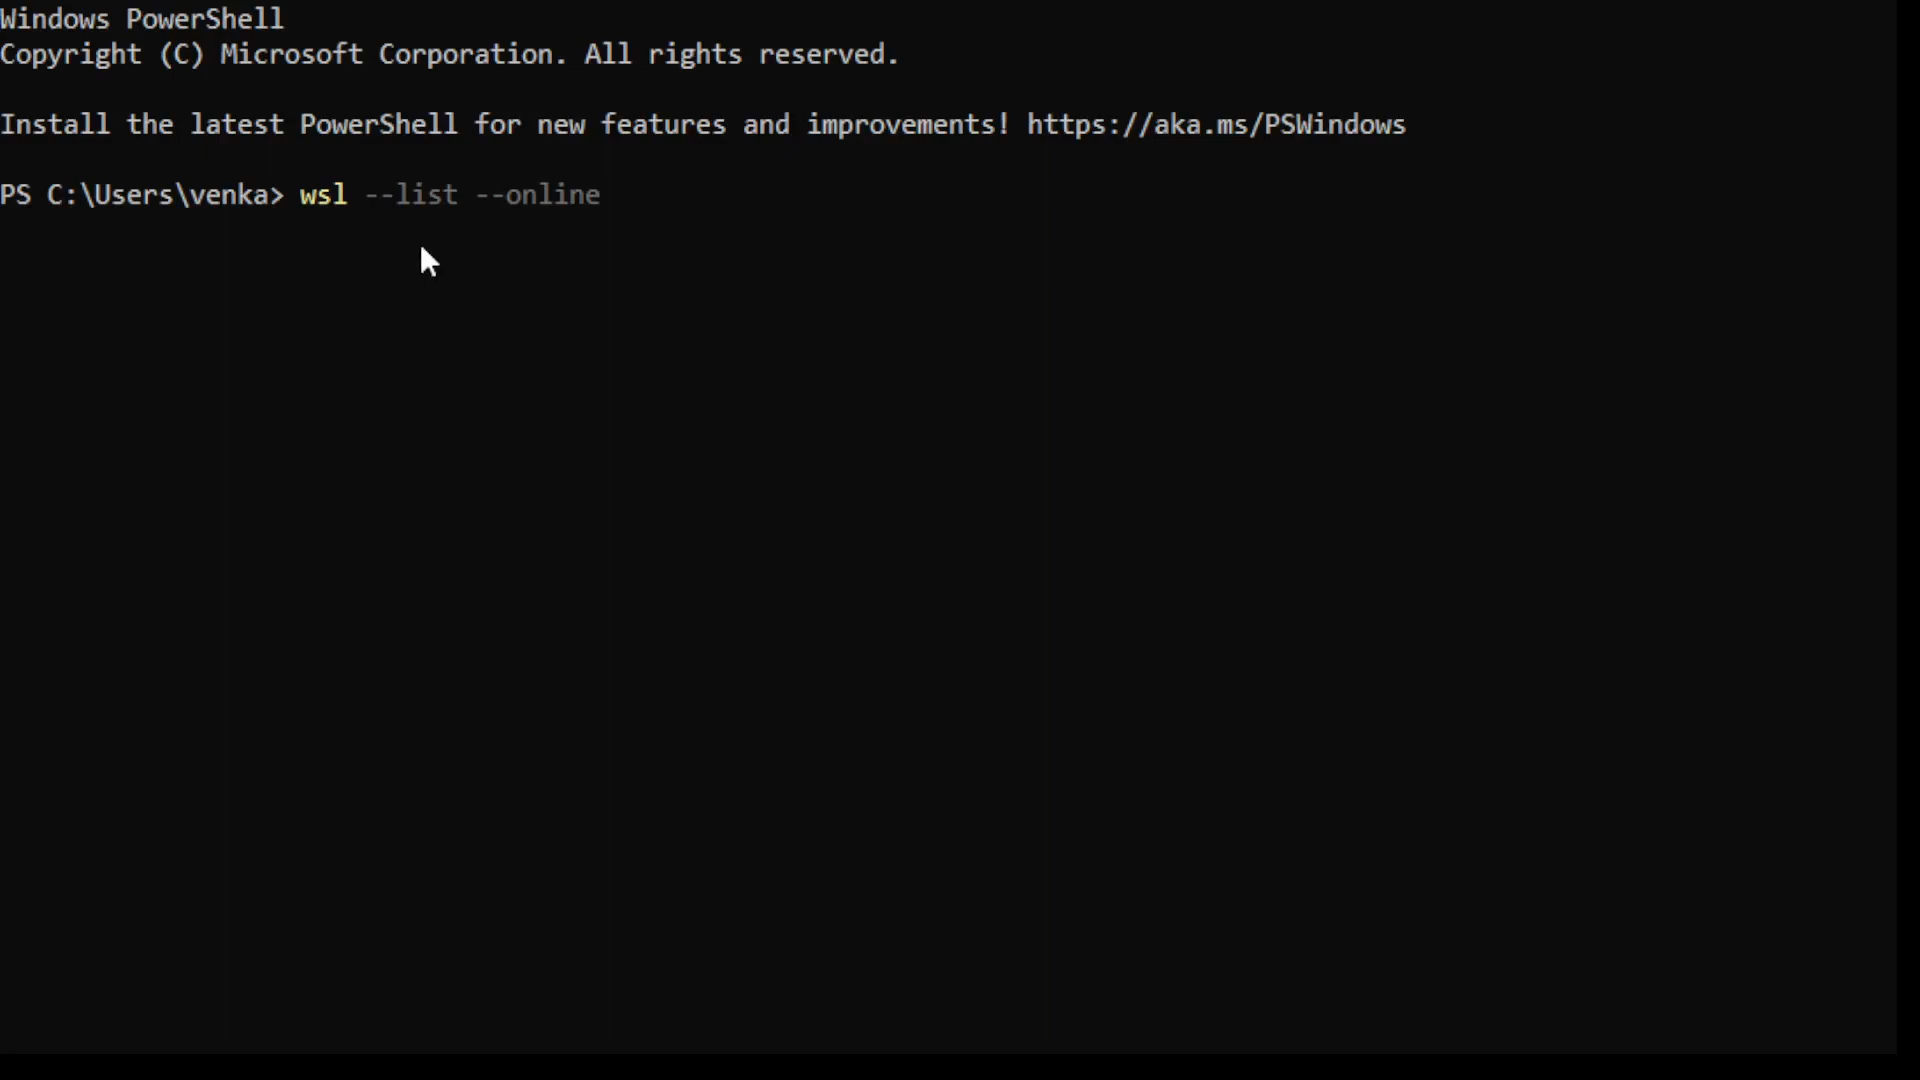 Windows PowerShell
Copyright (C) Microsoft Corporation. All rights reserved.
Install the latest PowerShell for new features and improvements! https://aka.ms/PSWindows
PS C:\Users\venka> wsl --list --online